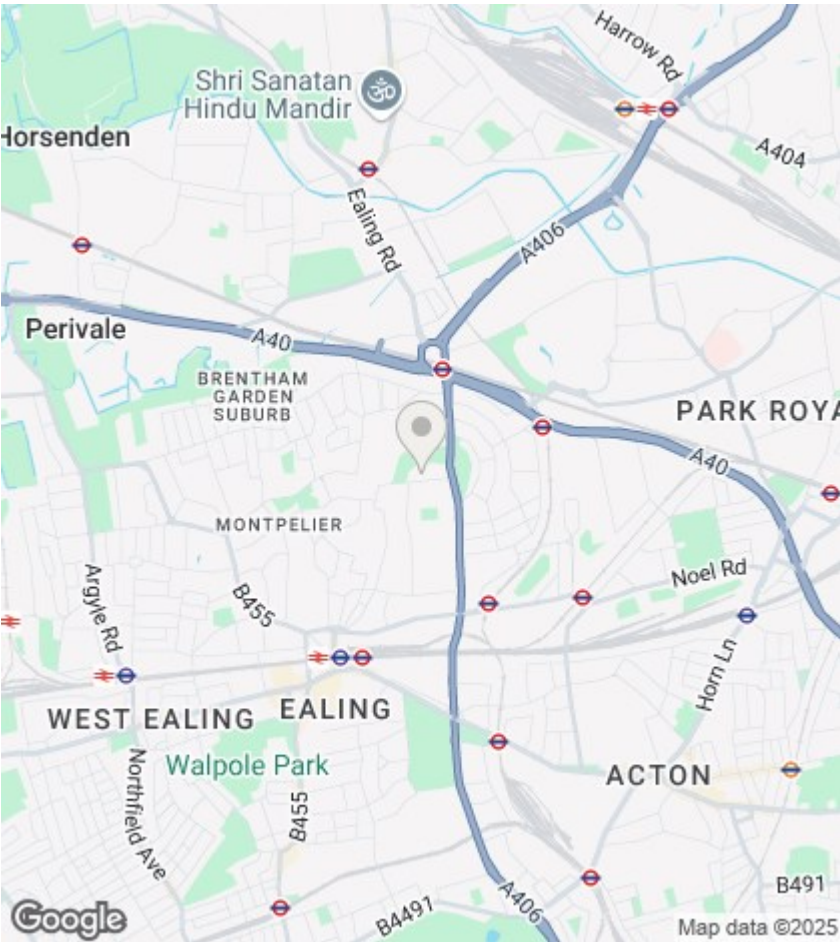 Harrow Rd
Shri Sanatan
Hindu Mandir
ॐ
Horsenden
A404
Ealing Rd
A406
Perivale
A40
BRENTHAM
GARDEN
SUBURB
PARK ROYA
A40
MONTPELIER
Noel Rd
Argyle Rd
B455
Horn Ln
WEST EALING
EALING
Walpole Park
ACTON
Northfield Ave
B455
B491
A406
B4491
Google
Map data ©2025